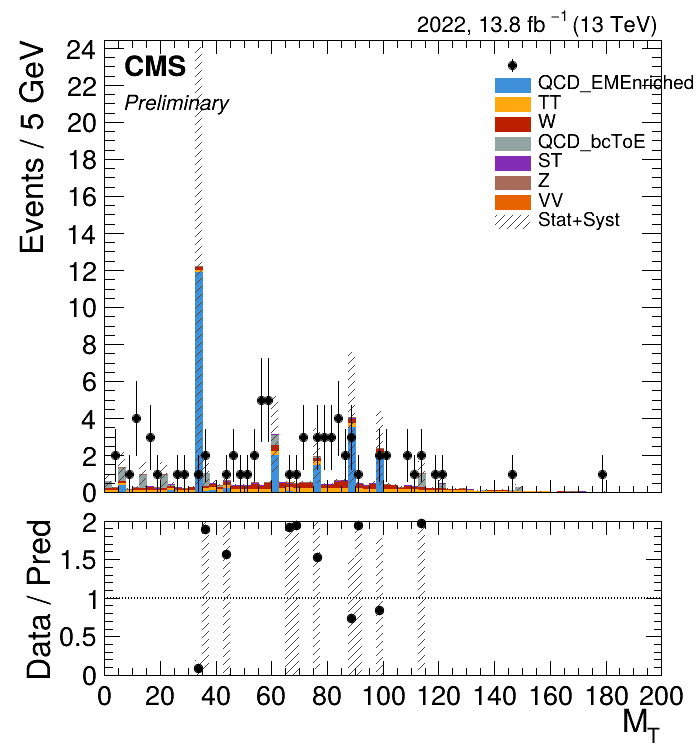 2022, 13.8 fb⁻¹ (13 TeV)
CMS
Preliminary
Events / 5 GeV
24
22
20
18
16
14
12
10
8
6
4
2
0
QCD_EMEnriched
TT
W
QCD_bcToE
ST
Z
VV
Stat+Syst
Data / Pred
2
1.5
1
0.5
0
0 20 40 60 80 100 120 140 160 180 200
M_T